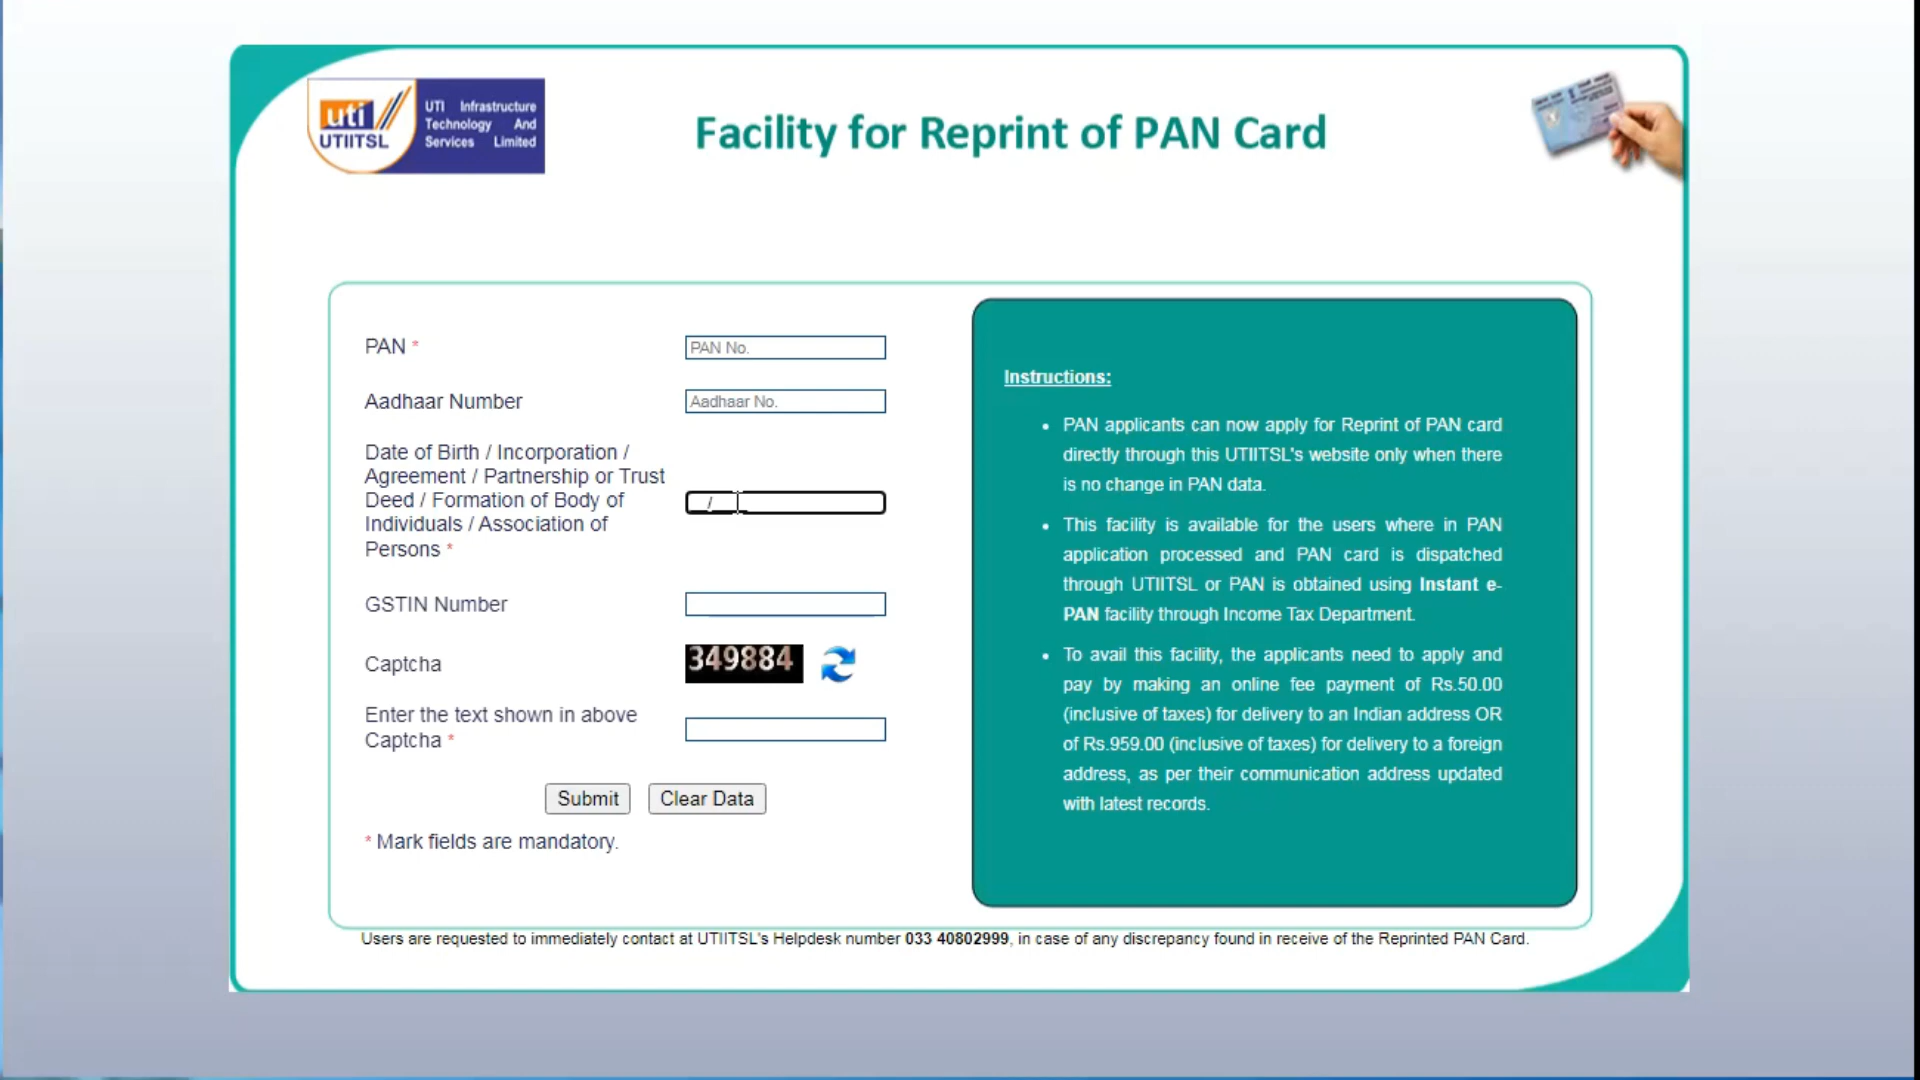 uti
UTIITSL
UTI Infrastructure
Technology And
Services Limited
Facility for Reprint of PAN Card
PAN *
PAN No.
Aadhaar Number
Aadhaar No.
Date of Birth / Incorporation /
Agreement / Partnership or Trust
Deed / Formation of Body of
Individuals / Association of
Persons *
/
GSTIN Number
Captcha
349884
Enter the text shown in above
Captcha *
Submit
Clear Data
* Mark fields are mandatory.
Instructions:
• PAN applicants can now apply for Reprint of PAN card
directly through this UTIITSL's website only when there
is no change in PAN data.
• This facility is available for the users where in PAN
application processed and PAN card is dispatched
through UTIITSL or PAN is obtained using Instant e-
PAN facility through Income Tax Department.
• To avail this facility, the applicants need to apply and
pay by making an online fee payment of Rs.50.00
(inclusive of taxes) for delivery to an Indian address OR
of Rs.959.00 (inclusive of taxes) for delivery to a foreign
address, as per their communication address updated
with latest records.
Users are requested to immediately contact at UTIITSL's Helpdesk number 033 40802999, in case of any discrepancy found in receive of the Reprinted PAN Card.